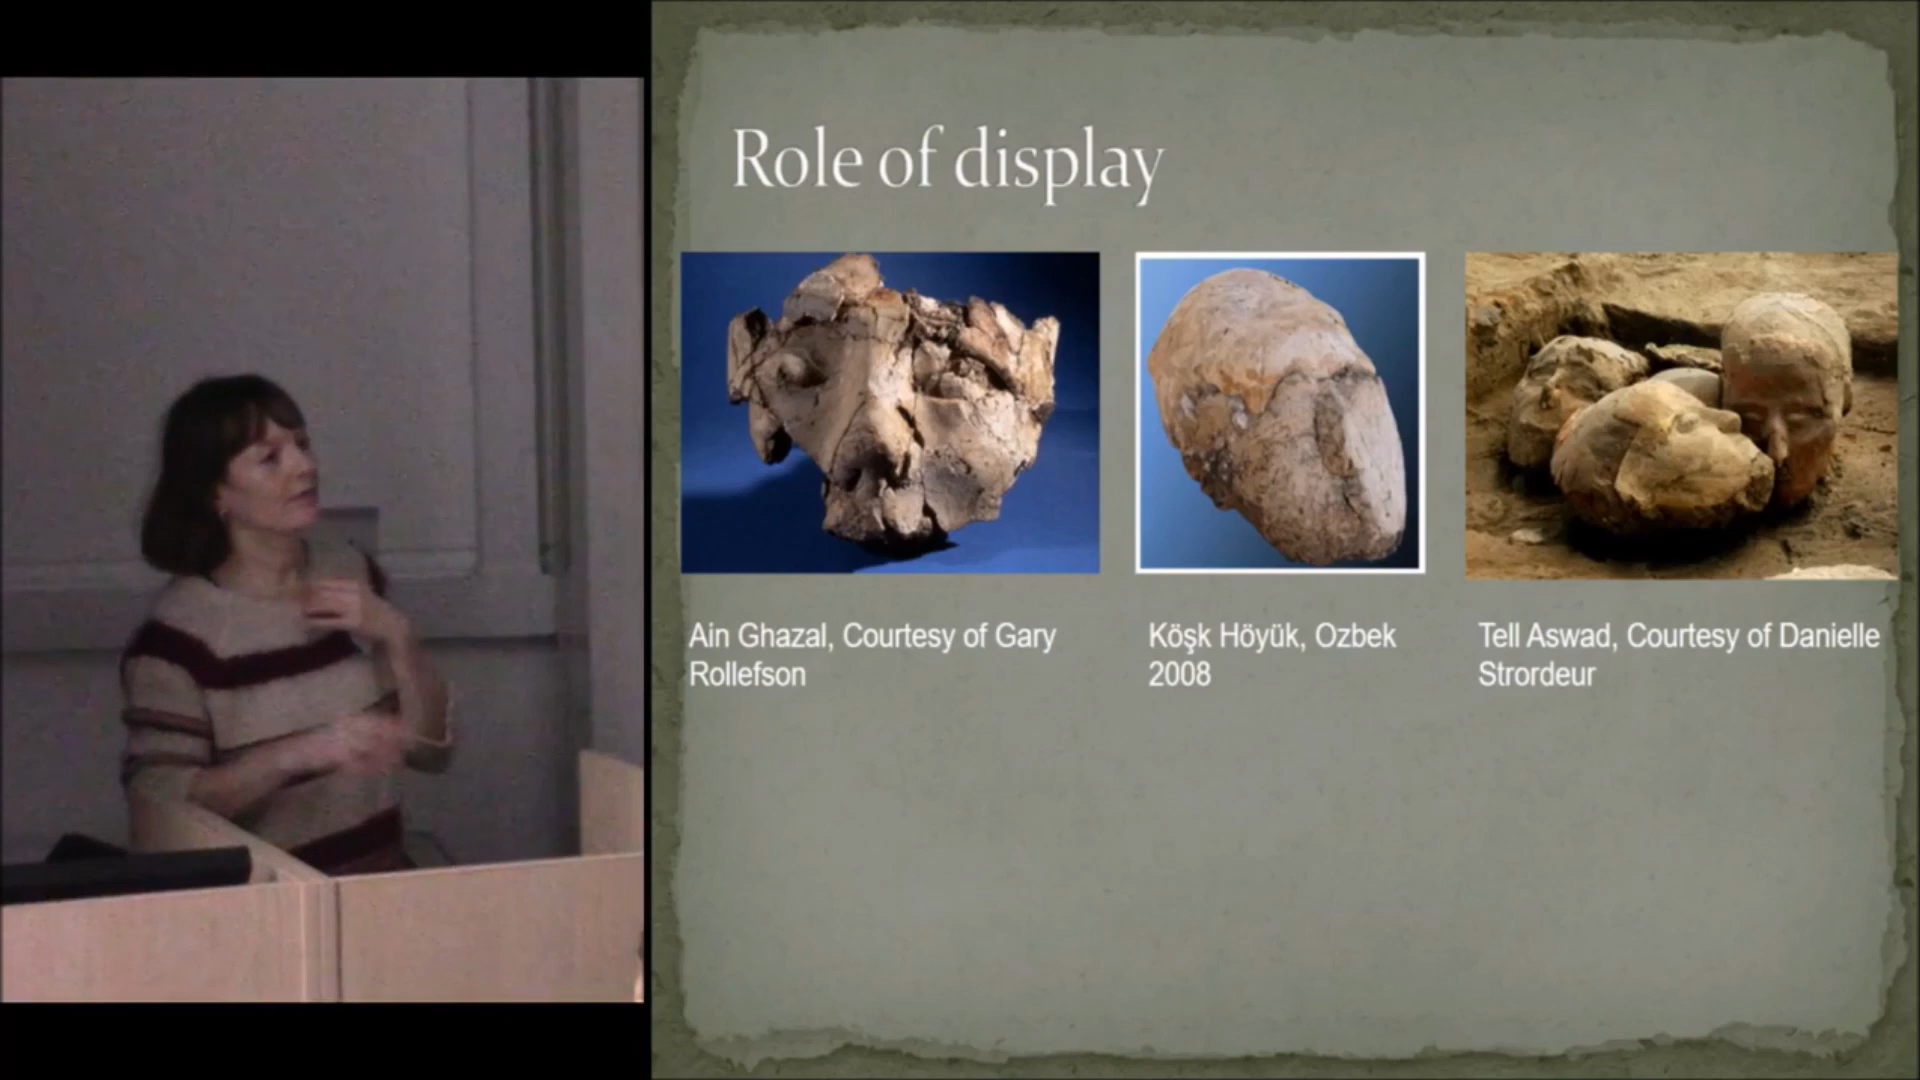 Role of display
Ain Ghazal, Courtesy of Gary
Rollefson
Köşk Höyük, Ozbek
2008
Tell Aswad, Courtesy of Danielle
Strordeur